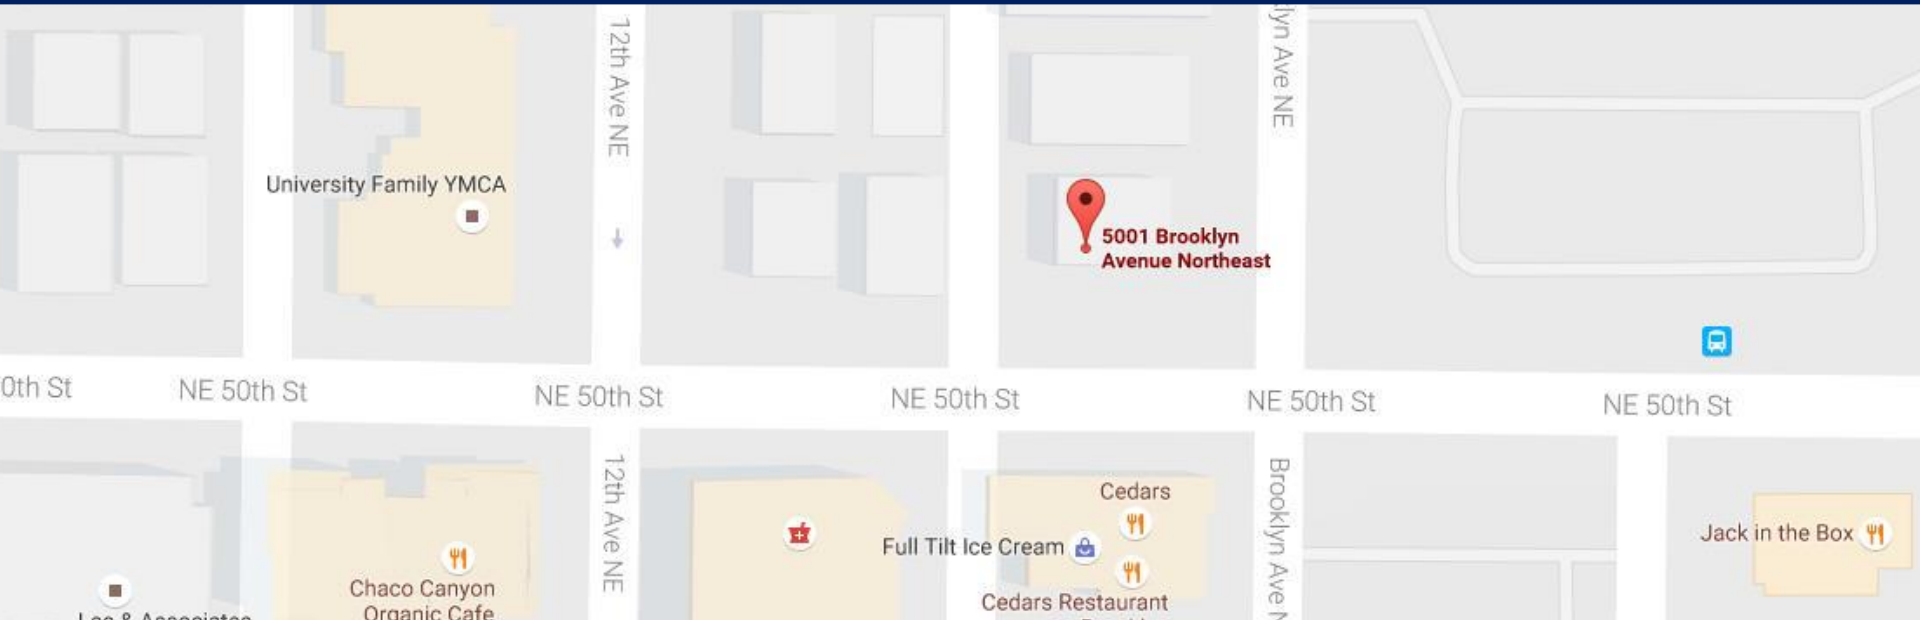 12th Ave NE
lyn Ave NE
University Family YMCA
5001 Brooklyn
Avenue Northeast
0th St
NE 50th St
NE 50th St
NE 50th St
NE 50th St
NE 50th St
12th Ave NE
Brooklyn Ave N
Cedars
Full Tilt Ice Cream
Jack in the Box
Chaco Canyon
Organic Cafe
Cedars Restaurant
Lee & Associates